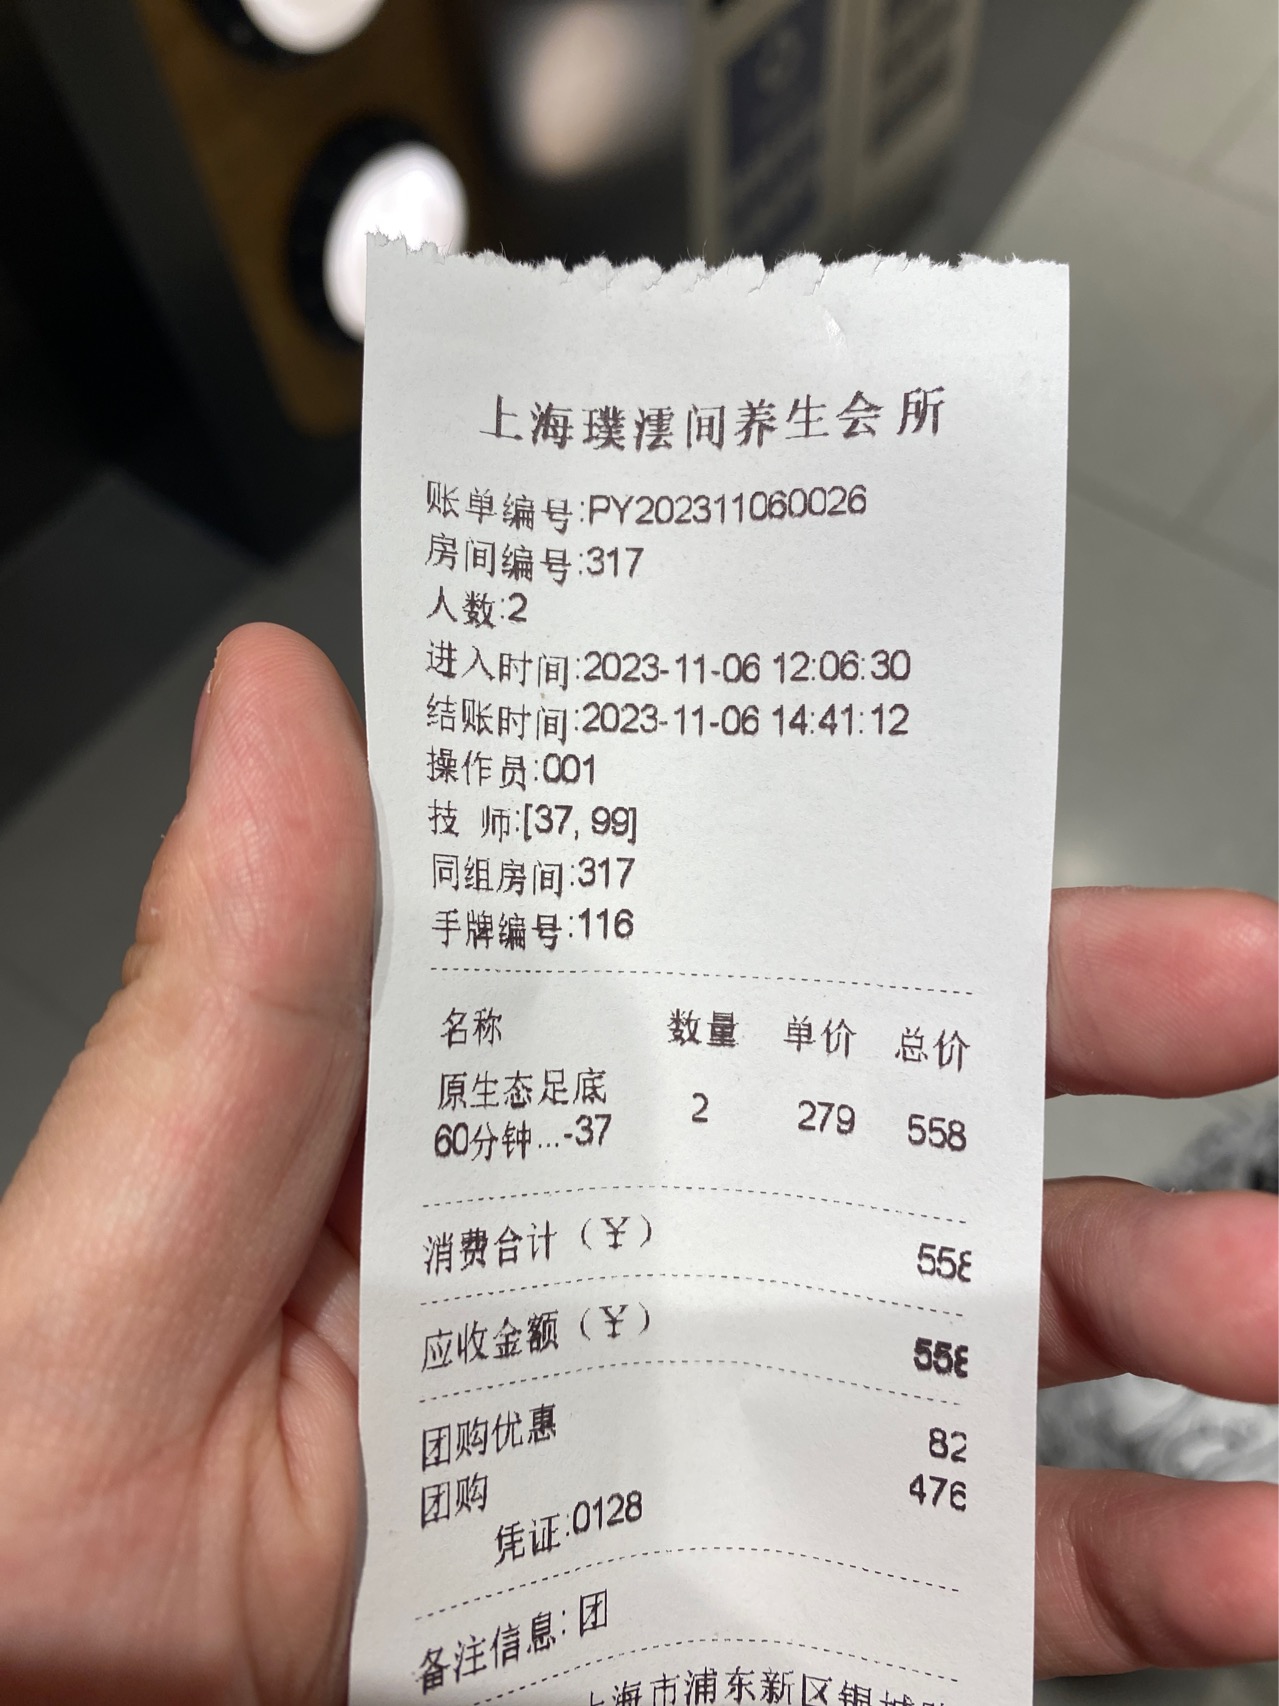 上海璞澐间养生会所
账单编号:PY202311060026
房间编号:317
人数:2
进入时间:2023-11-06 12:06:30
结账时间:2023-11-06 14:41:12
操作员:001
技 师:[37, 99]
同组房间:317
手牌编号:116
名称 数量 单价 总价
原生态足底
60分钟...-37 2 279 558
消费合计（￥） 558
应收金额（￥） 558
团购优惠 82
团购 476
凭证:0128
备注信息: 团
上海市浦东新区银城